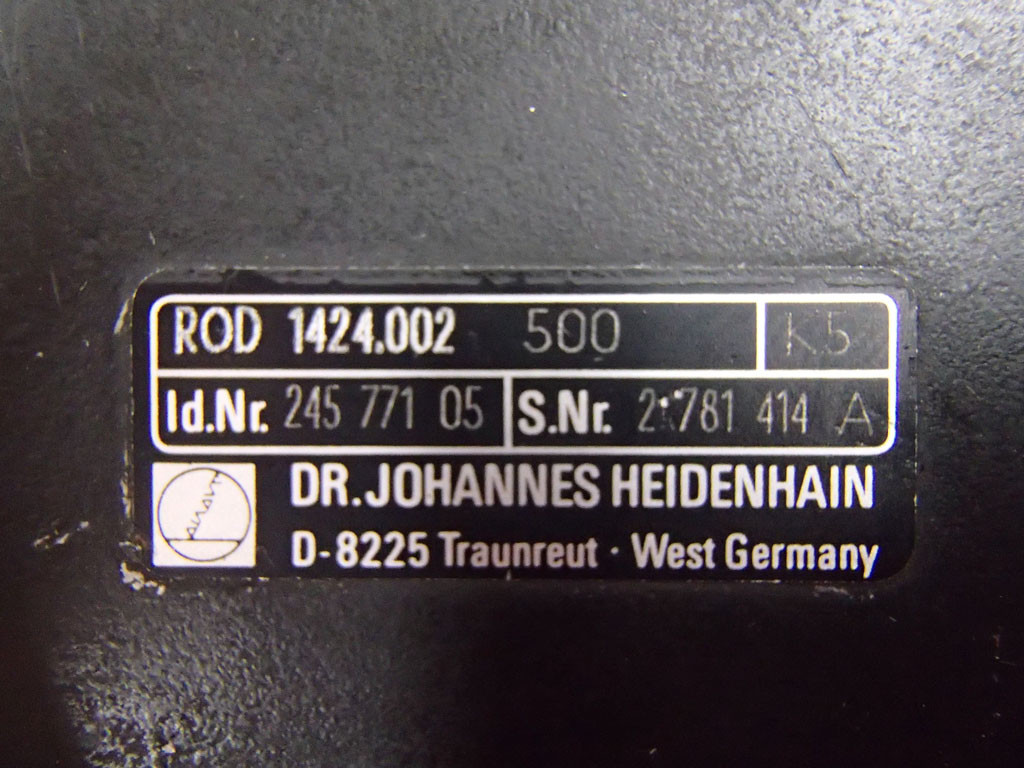 ROD 1424.002 500 K5
Id.Nr. 245 771 05 S.Nr. 414 A
DR. JOHANNES HEIDENHAIN
D-8225 Traunreut · West Germany